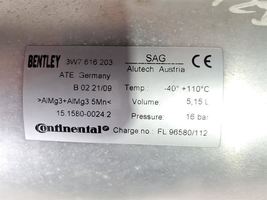 BENTLEY 3W7 616 203
SAG
ATE Germany
Alutech Austria
B 02 21/09
Temp.: -40° +110°C
>AlMg3+AlMg3 5Mn<
Volume: 5,15 L
15.1580-0024.2
Pressure: 16 bar
Continental
Charge no.: FL 96580/112